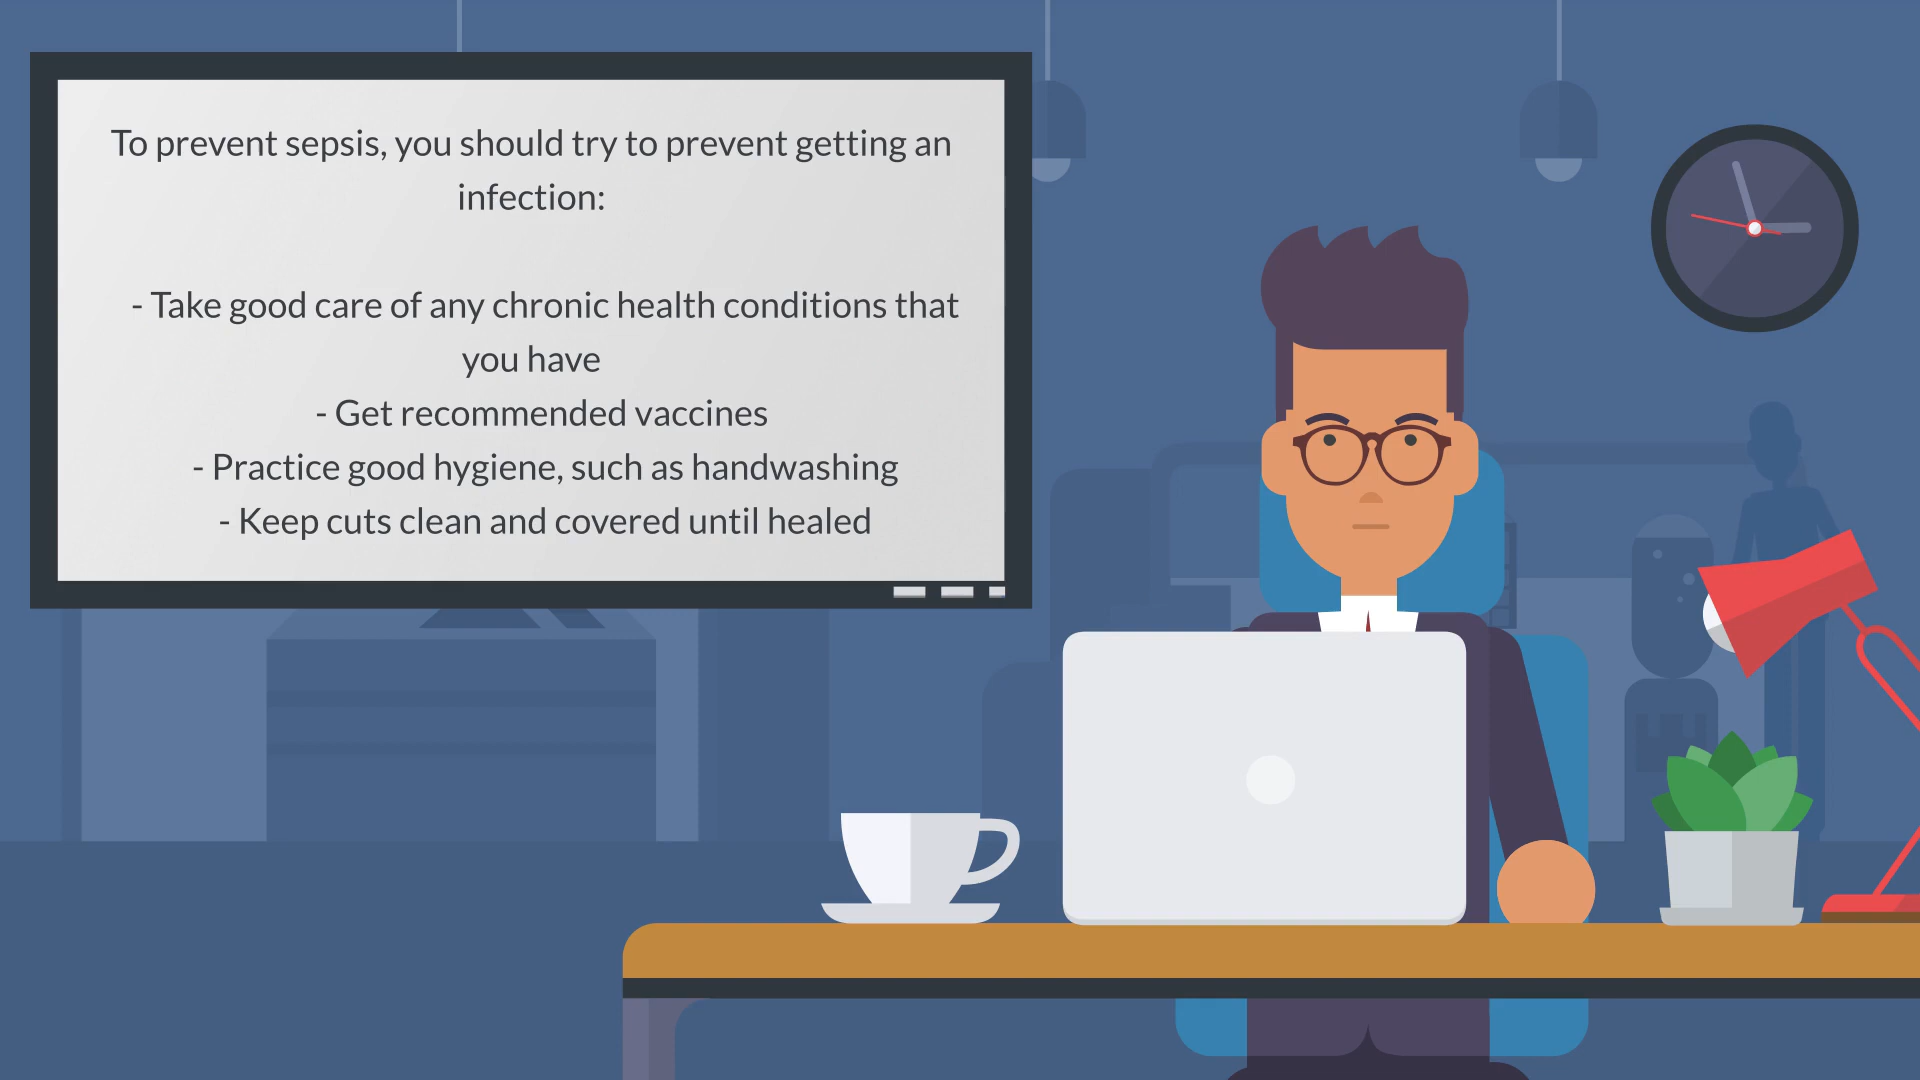 To prevent sepsis, you should try to prevent getting an
infection:
- Take good care of any chronic health conditions that
you have
- Get recommended vaccines
- Practice good hygiene, such as handwashing
- Keep cuts clean and covered until healed